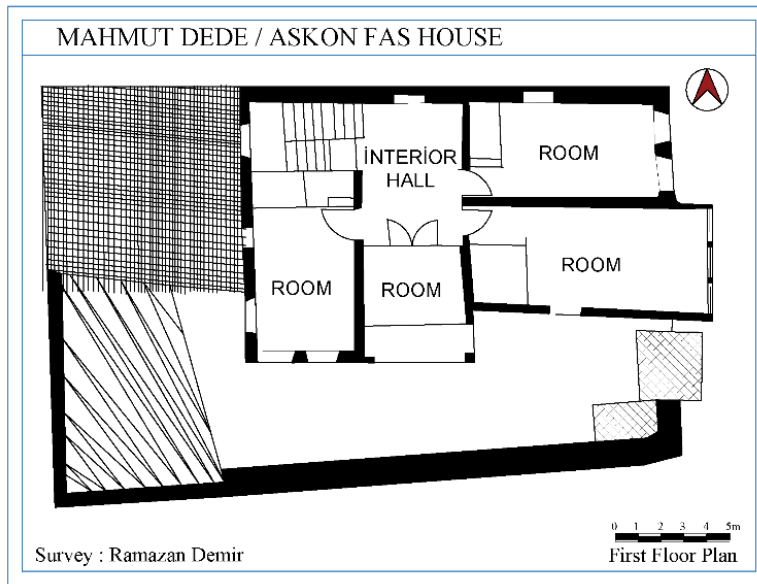 MAHMUT DEDE / ASKON FAS HOUSE
İNTERİOR
HALL
ROOM
ROOM
ROOM
ROOM
0 1 2 3 4 5m
Survey : Ramazan Demir
First Floor Plan